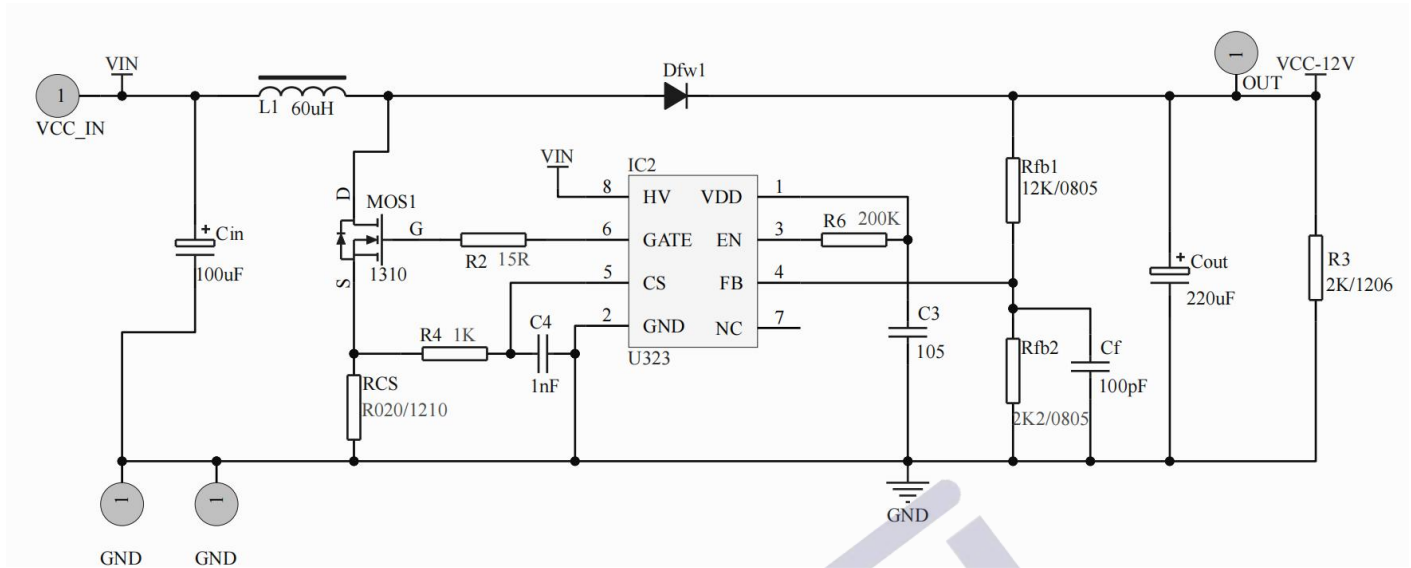 VIN
1
VCC_IN
L1 60uH
Dfw1
1
OUT
VCC-12V
VIN
IC2
8 HV VDD 1
6 GATE EN 3
5 CS FB 4
2 GND NC 7
U323
D
MOS1
G
S
1310
R2 15R
R6 200K
Rfb1
12K/0805
+ Cin
100uF
+ Cout
220uF
R3
2K/1206
R4 1K
C4
1nF
C3
105
Rfb2
2K2/0805
Cf
100pF
RCS
R020/1210
1
GND
1
GND
GND